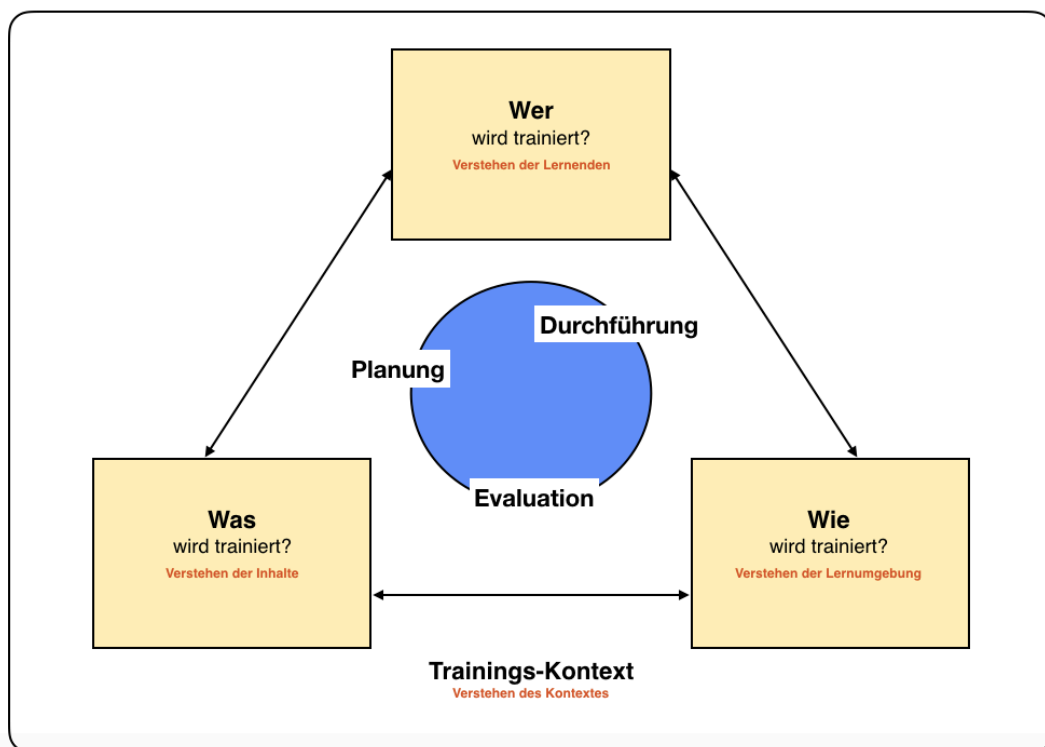 Wer
wird trainiert?
Verstehen der Lernenden
Durchführung
Planung
Evaluation
Was
wird trainiert?
Verstehen der Inhalte
Wie
wird trainiert?
Verstehen der Lernumgebung
Trainings-Kontext
Verstehen des Kontextes